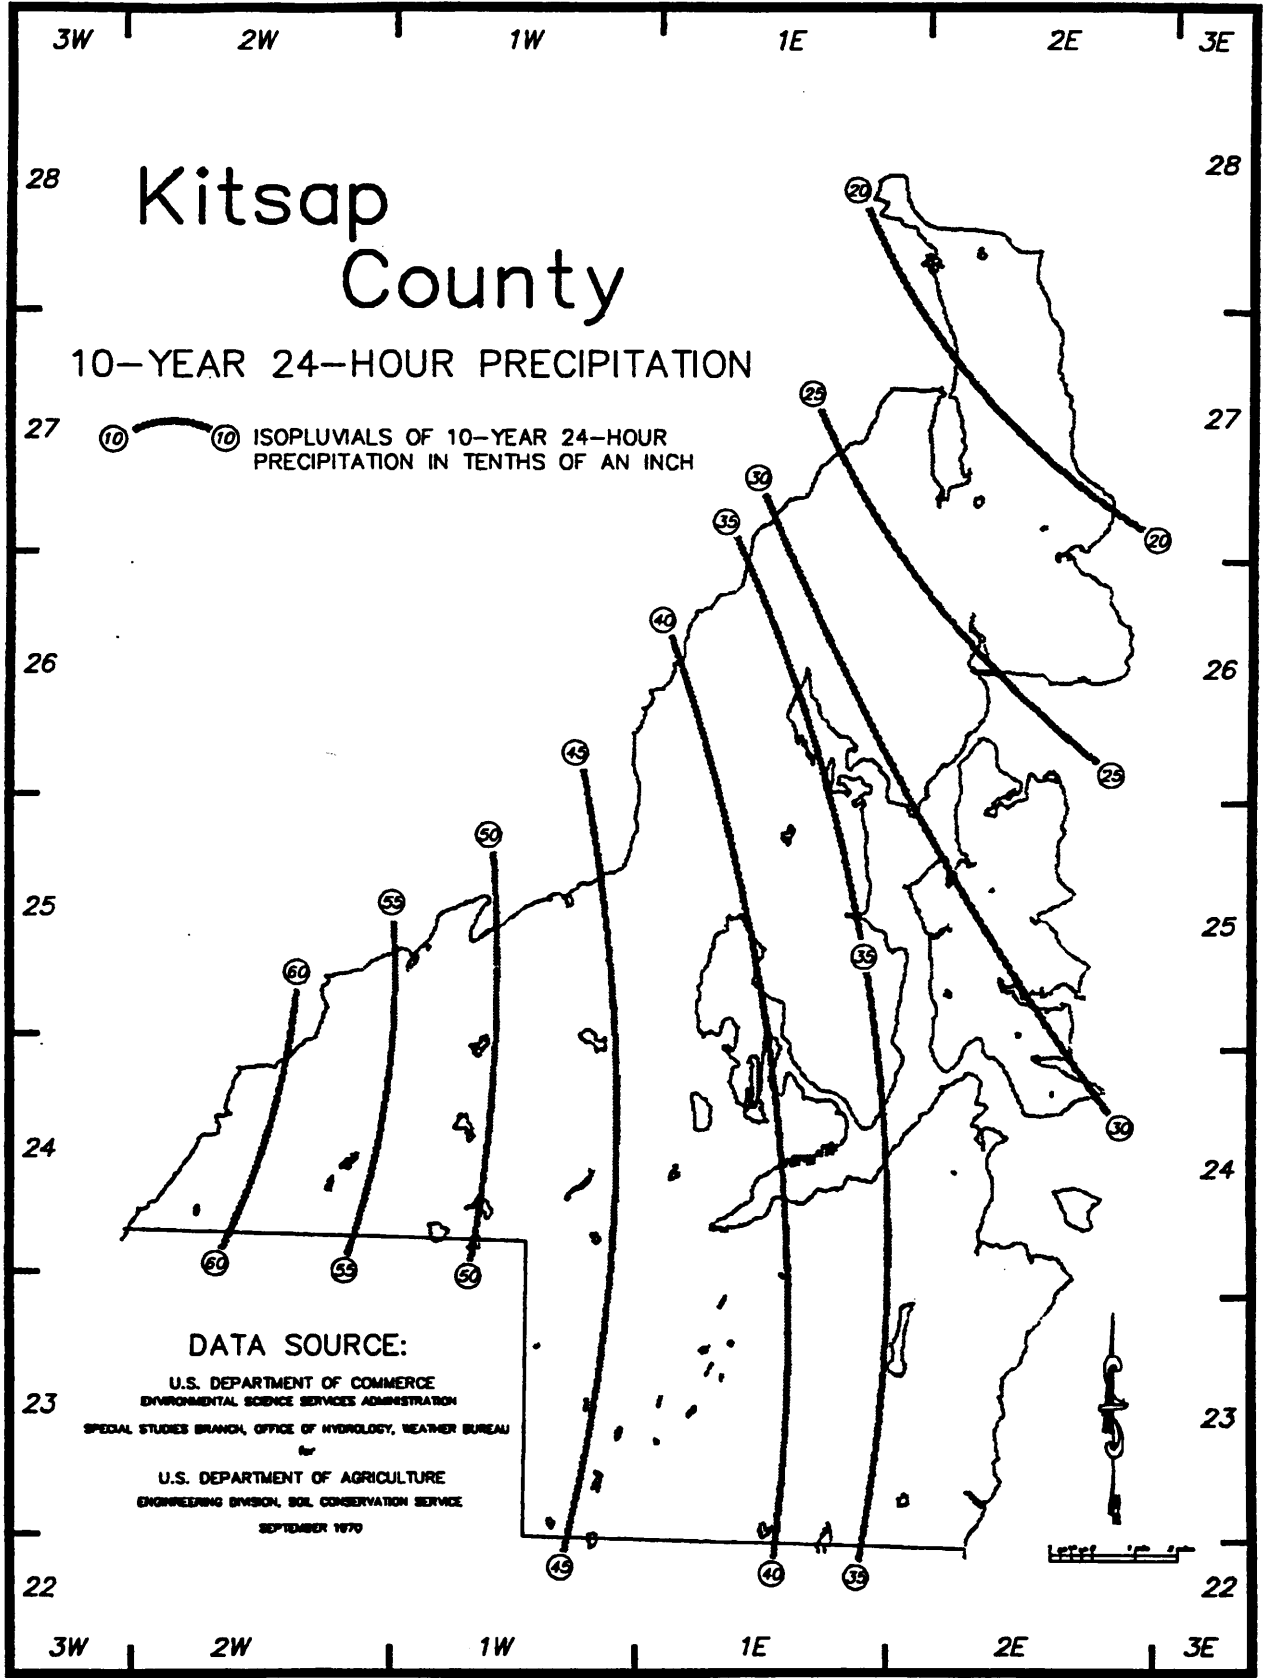 3W 2W 1W 1E 2E 3E
28 28
Kitsap
County
10-YEAR 24-HOUR PRECIPITATION
10 10 ISOPLUVIALS OF 10-YEAR 24-HOUR
PRECIPITATION IN TENTHS OF AN INCH
20
25
27 27
30
35
20
40
26 26
45
25
50
55
25 25
35
60
30
24 24
60
55
50
DATA SOURCE:
U.S. DEPARTMENT OF COMMERCE
ENVIRONMENTAL SCIENCE SERVICES ADMINISTRATION
23 23
SPECIAL STUDIES BRANCH, OFFICE OF HYDROLOGY, WEATHER BUREAU
for
U.S. DEPARTMENT OF AGRICULTURE
ENGINEERING DIVISION, SOIL CONSERVATION SERVICE
SEPTEMBER 1970
45 40 35
22 22
3W 2W 1W 1E 2E 3E